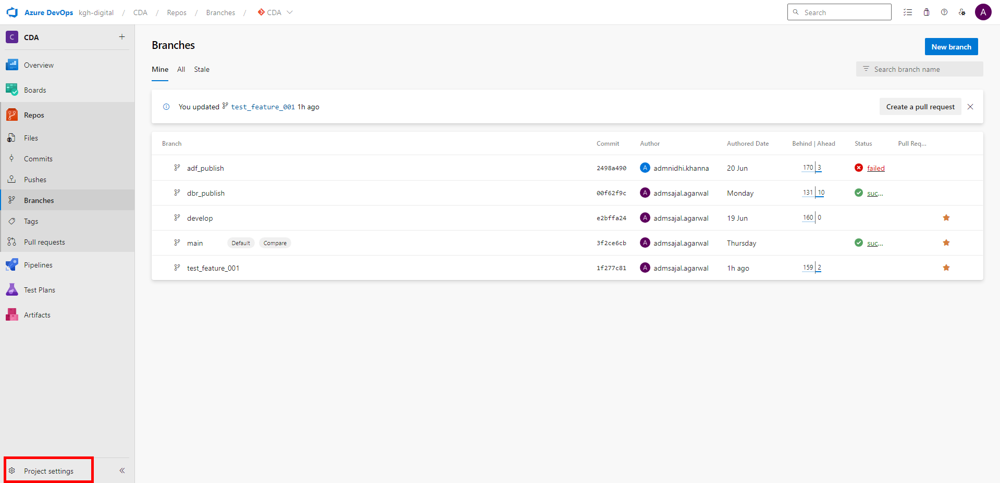 Azure DevOps kgh-digital / CDA / Repos / Branches / CDA
Search
A
C CDA
Overview
Boards
Repos
Files
Commits
Pushes
Branches
Tags
Pull requests
Pipelines
Test Plans
Artifacts
Project settings
Branches
New branch
Mine All Stale
Search branch name
You updated test_feature_001 1h ago
Create a pull request
Branch Commit Author Authored Date Behind | Ahead Status Pull Req...
adf_publish 2498a490 A admnidhi.khanna 20 Jun 170 3 failed
dbr_publish 00f62f9c A admsajal.agarwal Monday 131 10 suc...
develop e2bffa24 A admsajal.agarwal 19 Jun 160 0
main Default Compare 3f2ce6cb A admsajal.agarwal Thursday suc...
test_feature_001 1f277c81 A admsajal.agarwal 1h ago 159 2